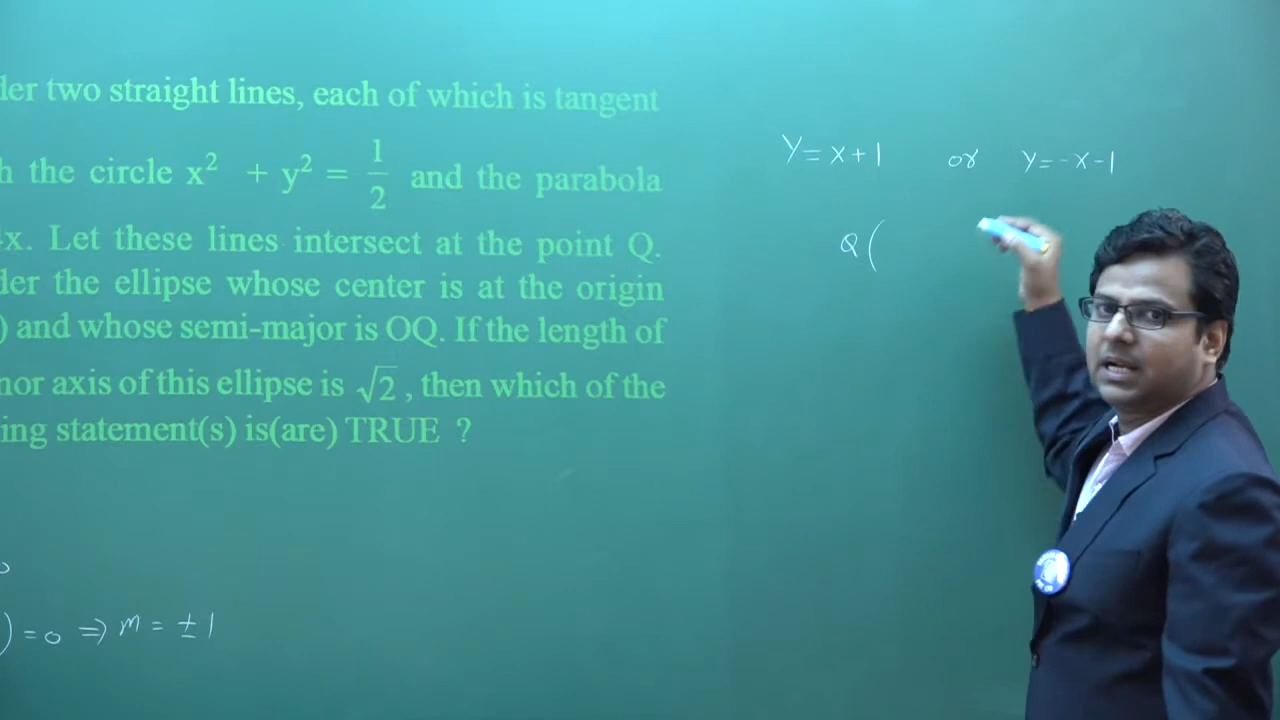 der two straight lines, each of which is tangent
h the circle x² + y² = 1/2 and the parabola
4x. Let these lines intersect at the point Q.
der the ellipse whose center is at the origin
) and whose semi-major is OQ. If the length of
nor axis of this ellipse is √2, then which of the
ing statement(s) is(are) TRUE ?
y = x + 1 or y = -x - 1
Q (
0
) = 0 ⇒ m = ± 1